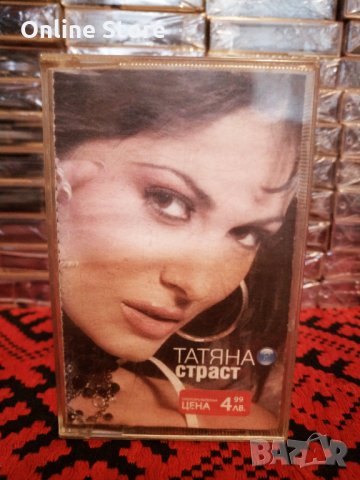 Online Store
ТАТЯНА
страст
ЦЕНА 4.99 ЛВ.
BAZAR